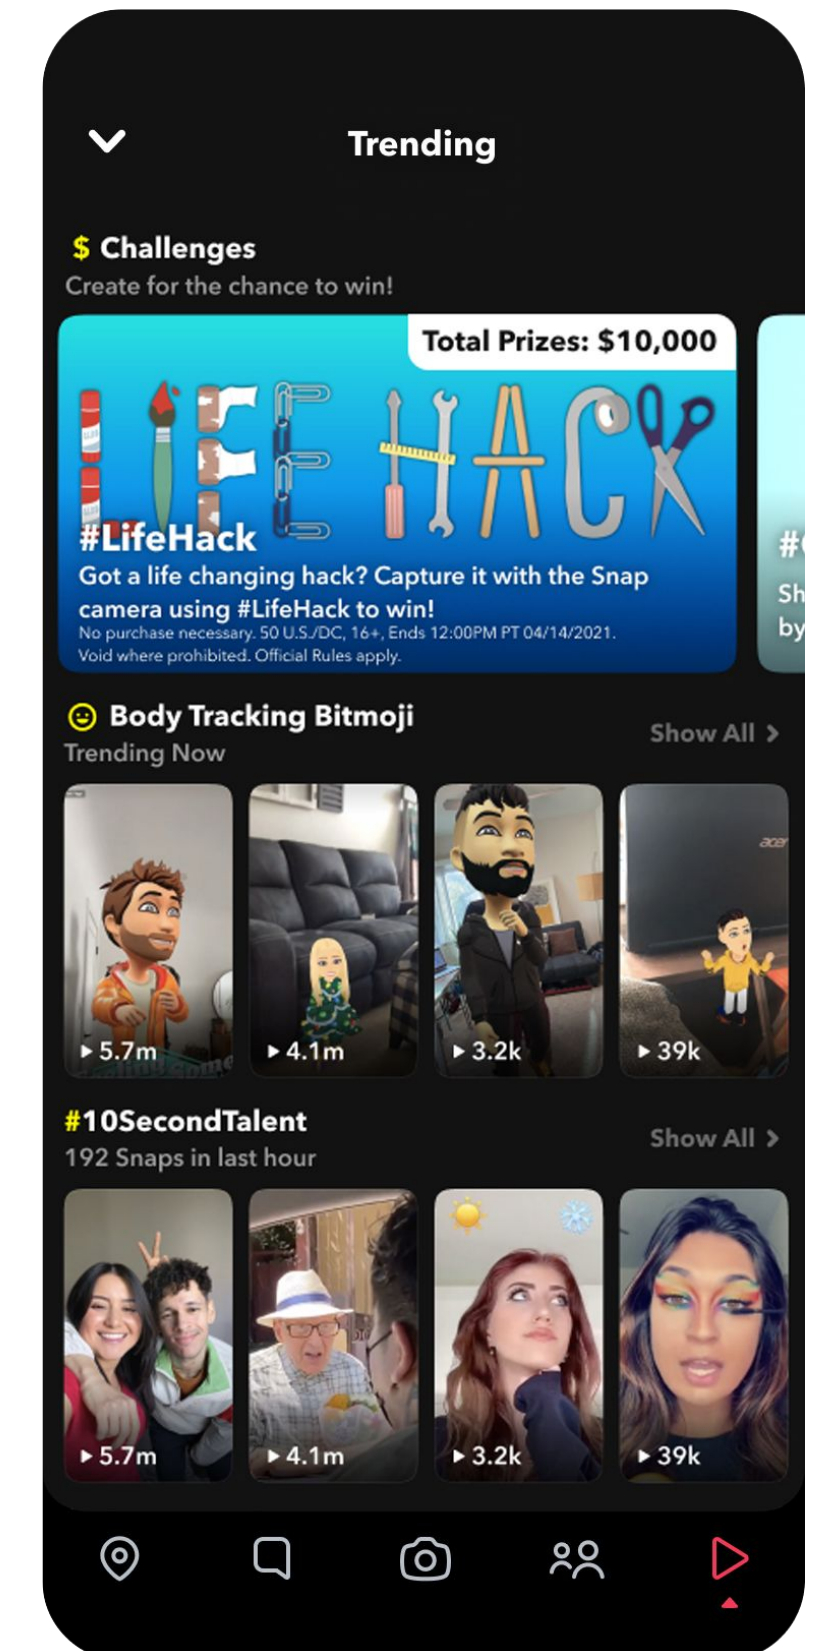 Trending
$ Challenges
Create for the chance to win!
Total Prizes: $10,000
LIFE HACK
#LifeHack
Got a life changing hack? Capture it with the Snap
camera using #LifeHack to win!
No purchase necessary. 50 U.S./DC, 16+, Ends 12:00PM PT 04/14/2021.
Void where prohibited. Official Rules apply.
#
Sh
by
Body Tracking Bitmoji
Show All
Trending Now
acer
5.7m
4.1m
3.2k
39k
#10SecondTalent
Show All
192 Snaps in last hour
5.7m
4.1m
3.2k
39k